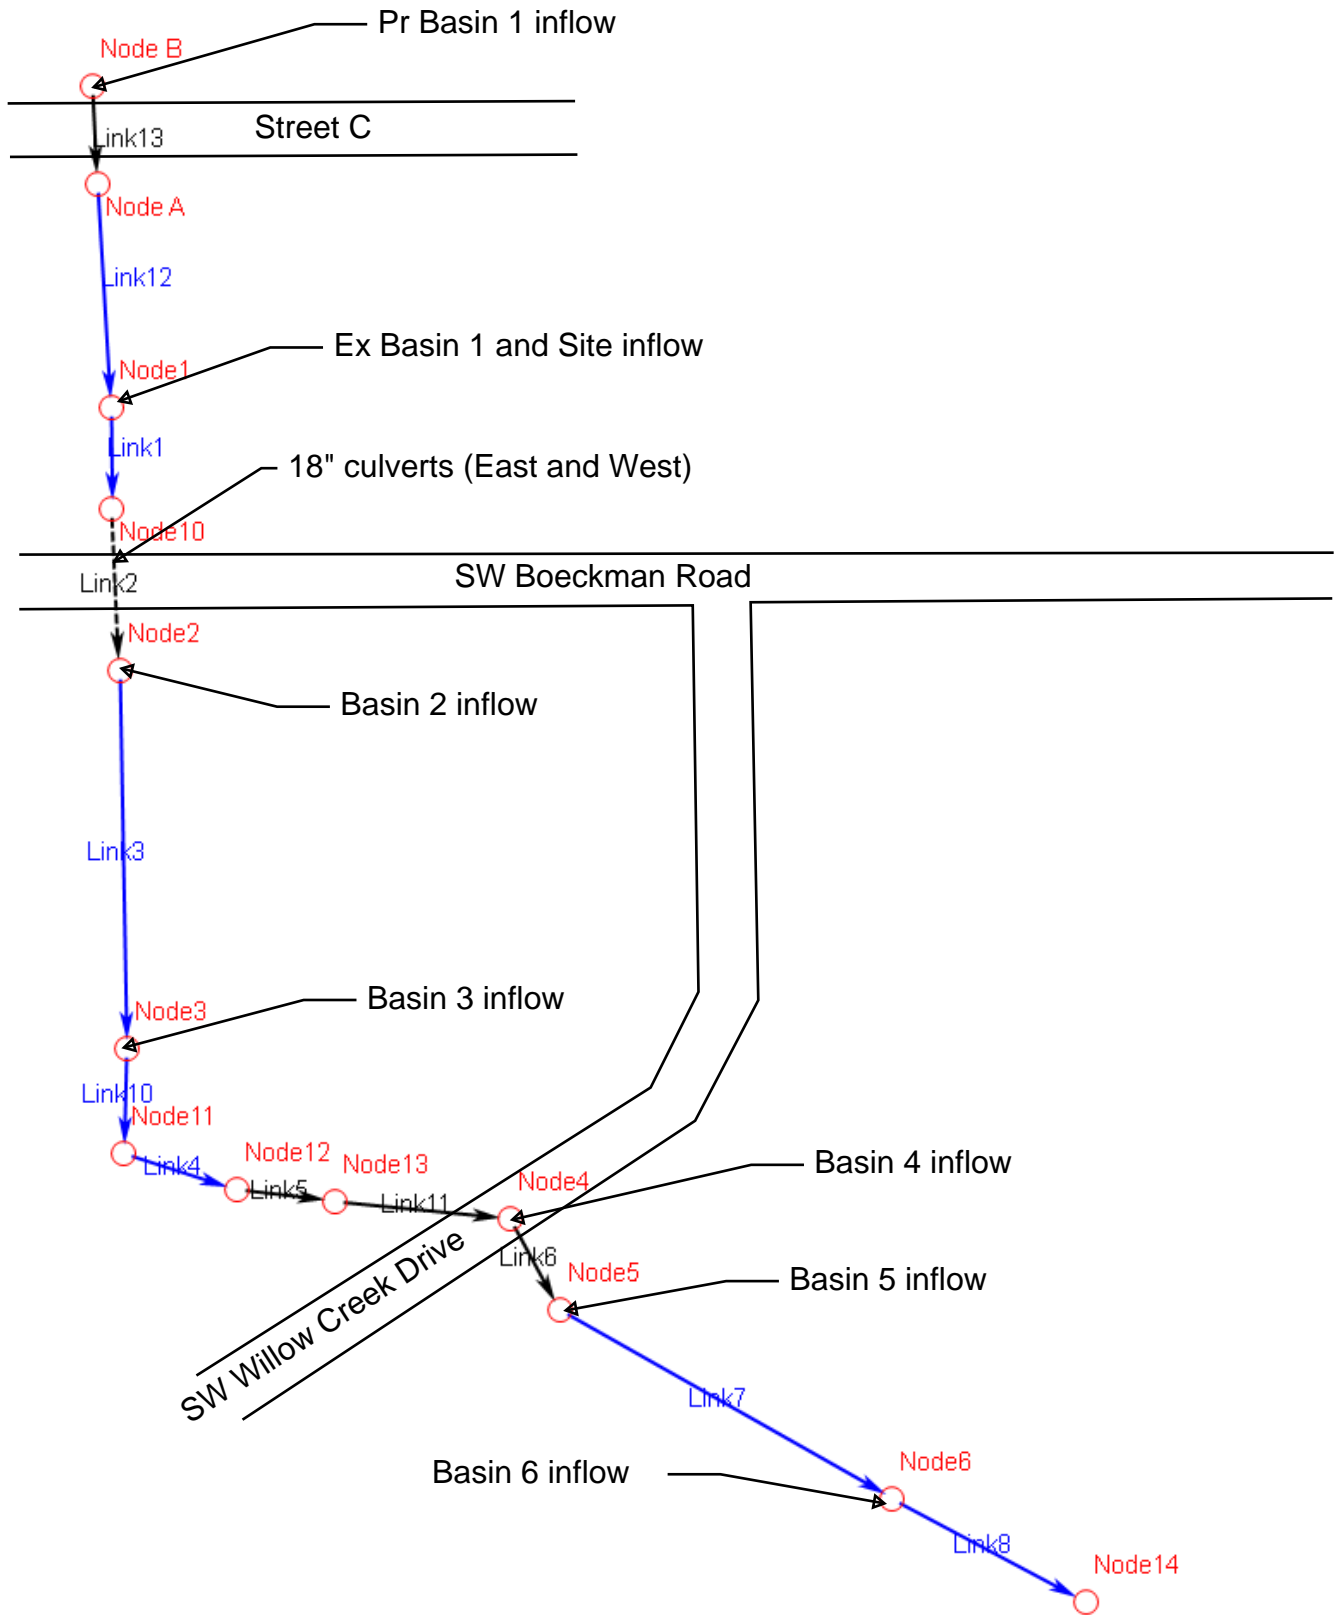 Pr Basin 1 inflow
Node B
Street C
Link13
Node A
Link12
Ex Basin 1 and Site inflow
Node1
Link1
18" culverts (East and West)
Node10
SW Boeckman Road
Link2
Node2
Basin 2 inflow
Link3
Basin 3 inflow
Node3
Link10
Node11
Node12
Node13
Link4
Link5
Link11
Node4
Basin 4 inflow
SW Willow Creek Drive
Link6
Node5
Basin 5 inflow
Link7
Node6
Basin 6 inflow
Link8
Node14